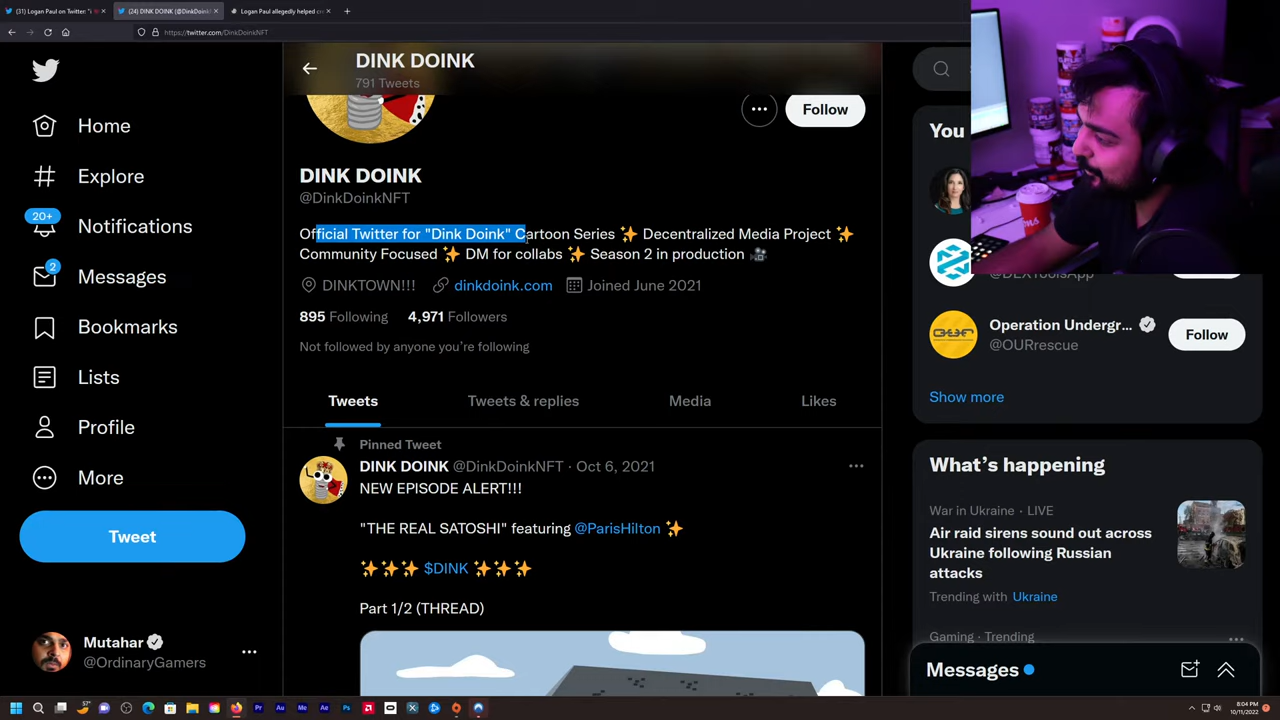 (31) Logan Paul on Twitter: "i
(24) DINK DOINK (@DinkDoinkN
Logan Paul allegedly helped cr
https://twitter.com/DinkDoinkNFT
DINK DOINK
791 Tweets
Follow
DINK DOINK
@DinkDoinkNFT
Official Twitter for "Dink Doink" Cartoon Series ✨ Decentralized Media Project ✨
Community Focused ✨ DM for collabs ✨ Season 2 in production 🎥
DINKTOWN!!! dinkdoink.com Joined June 2021
895 Following 4,971 Followers
Not followed by anyone you're following
Tweets Tweets & replies Media Likes
Pinned Tweet
DINK DOINK @DinkDoinkNFT · Oct 6, 2021
NEW EPISODE ALERT!!!
"THE REAL SATOSHI" featuring @ParisHilton ✨
✨✨✨ $DINK ✨✨✨
Part 1/2 (THREAD)
Home
Explore
20+
Notifications
2
Messages
Bookmarks
Lists
Profile
More
Tweet
Mutahar
@OrdinaryGamers
You
@DEXToolsApp
Operation Undergr...
@OURrescue
Follow
Show more
What's happening
War in Ukraine · LIVE
Air raid sirens sound out across
Ukraine following Russian
attacks
Trending with Ukraine
Gaming · Trending
Messages
57°
8:04 PM
10/11/2022